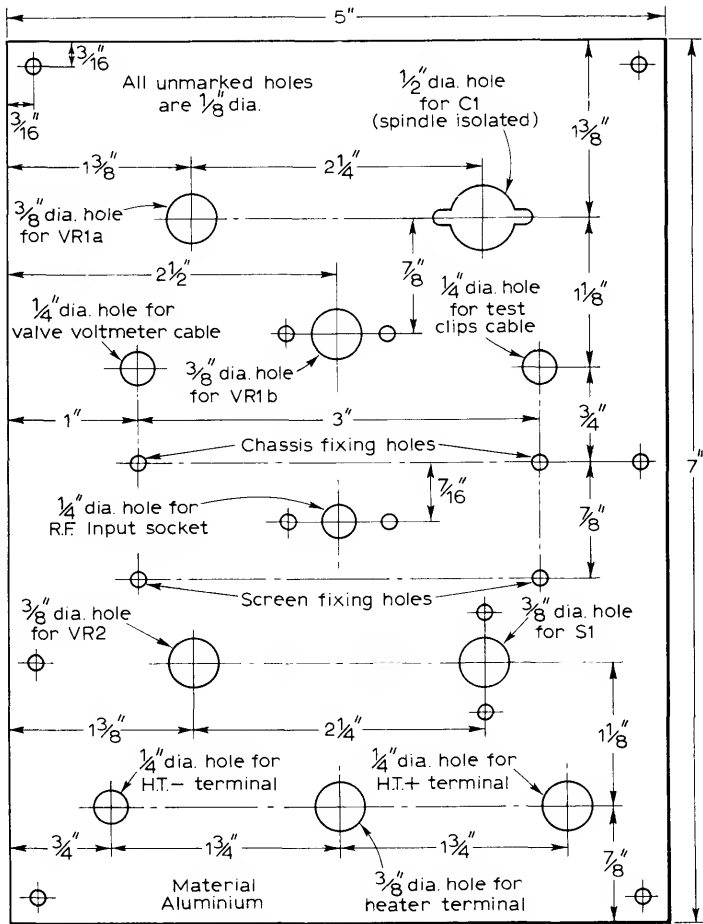 5"
3/16"
3/16"
All unmarked holes
are 1/8" dia.
1/2" dia. hole
for C1
(spindle isolated)
1 3/8"
1 3/8"
2 1/4"
3/8" dia. hole
for VR1a
2 1/2"
7/8"
1 1/8"
1/4" dia. hole for
valve voltmeter cable
3/8" dia. hole
for VR1b
1/4" dia. hole
for test
clips cable
1"
3"
3/4"
7"
Chassis fixing holes
1/4" dia. hole for
R.F. Input socket
7/16"
7/8"
Screen fixing holes
3/8" dia. hole
for VR2
3/8" dia. hole
for S1
1 3/8"
2 1/4"
1 1/8"
1/4" dia. hole for
H.T.− terminal
1/4" dia. hole for
H.T.+ terminal
3/4"
1 3/4"
1 3/4"
7/8"
Material
Aluminium
3/8" dia. hole for
heater terminal